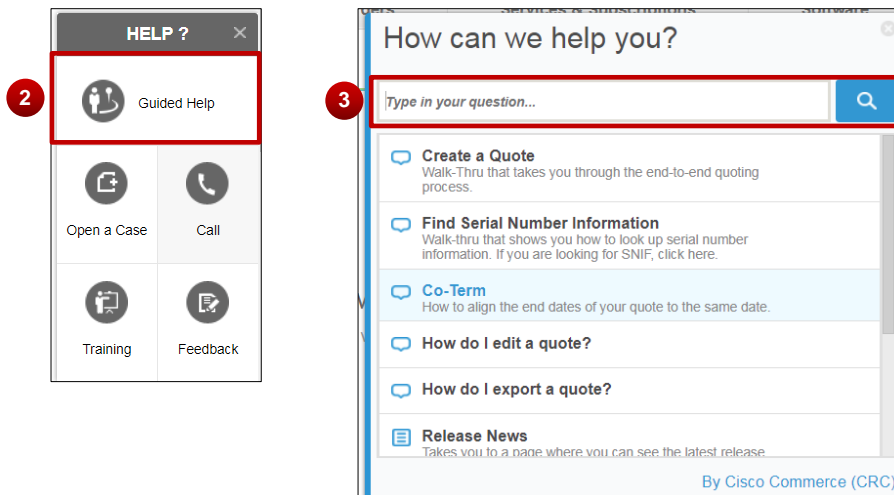 HELP ?
2
Guided Help
Open a Case
Call
Training
Feedback
Services & Subscriptions
Software
How can we help you?
3
Type in your question...
Create a Quote
Walk-Thru that takes you through the end-to-end quoting
process.
Find Serial Number Information
Walk-thru that shows you how to look up serial number
information. If you are looking for SNIF, click here.
Co-Term
How to align the end dates of your quote to the same date.
How do I edit a quote?
How do I export a quote?
Release News
Takes you to a page where you can see the latest release
By Cisco Commerce (CRC)